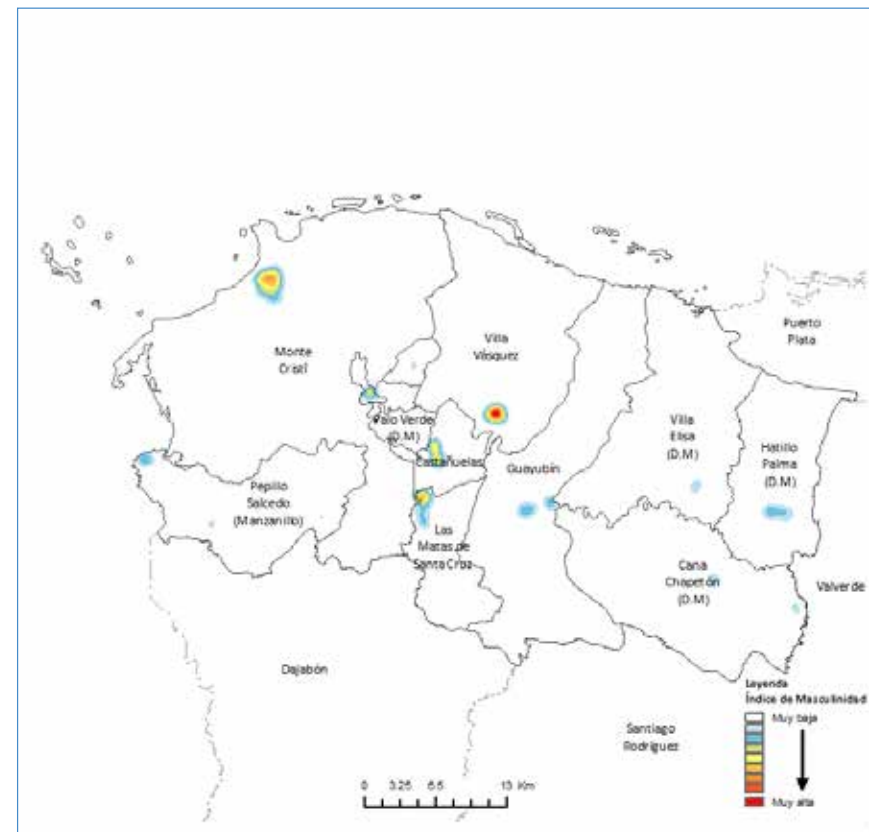 Puerto
Plata
Monte
Cristi
Villa
Vásquez
Palo Verde
(D.M)
Castañuelas
Guayubín
Villa
Elisa
(D.M)
Hatillo
Palma
(D.M)
Pepillo
Salcedo
(Manzanillo)
Las
Matas de
Santa Cruz
Cana
Chapetón
(D.M)
Valverde
Dajabón
Santiago
Rodríguez
Leyenda
Índice de Masculinidad
Muy baja
Muy alta
0 3.25 6.5 13 Km